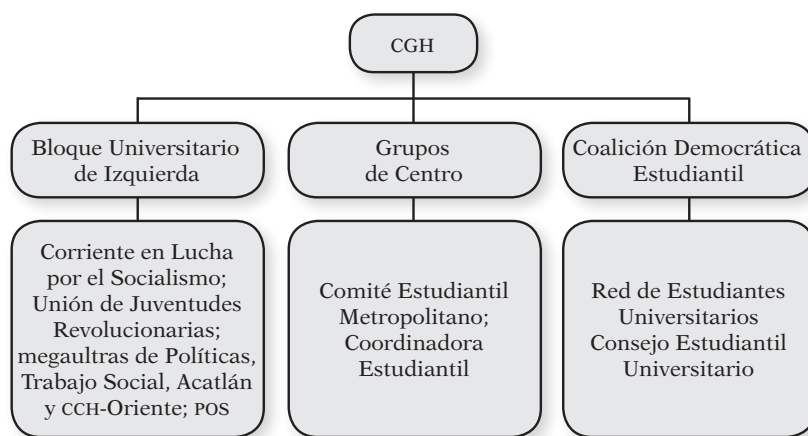 CGH
Bloque Universitario
de Izquierda
Grupos
de Centro
Coalición Democrática
Estudiantil
Corriente en Lucha
por el Socialismo;
Unión de Juventudes
Revolucionarias;
megaultras de Políticas,
Trabajo Social, Acatlán
y CCH-Oriente; POS
Comité Estudiantil
Metropolitano;
Coordinadora
Estudiantil
Red de Estudiantes
Universitarios
Consejo Estudiantil
Universitario